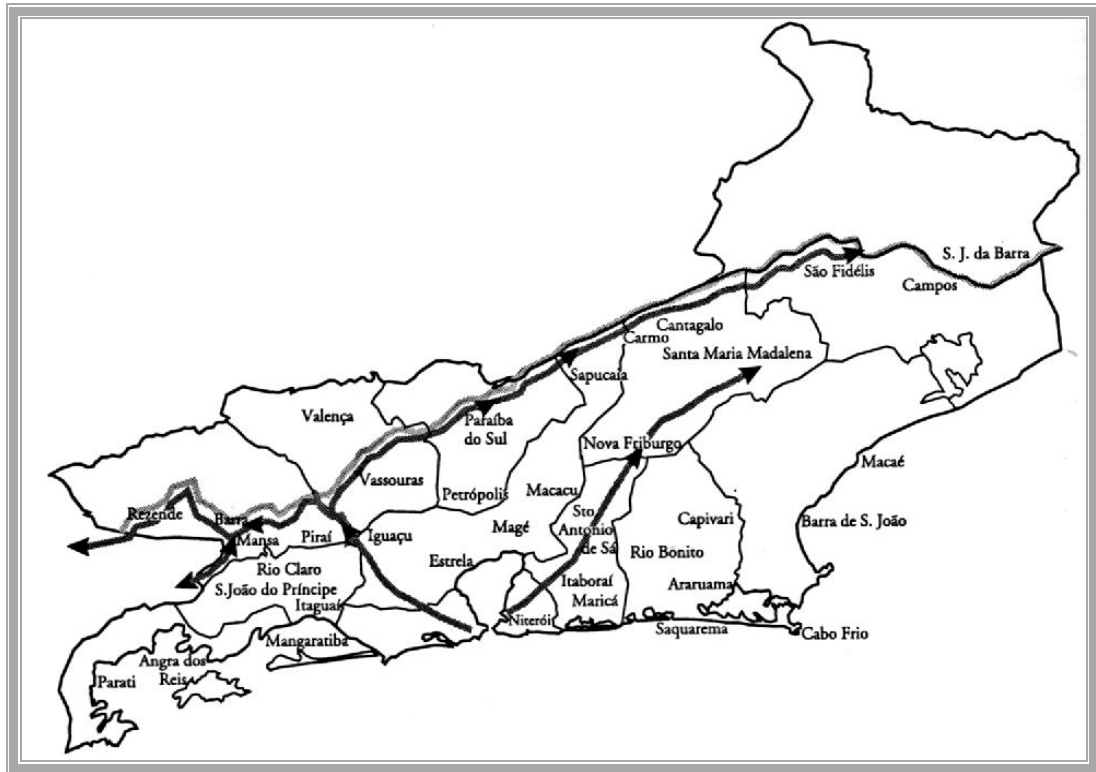 S. J. da Barra
São Fidélis
Campos
Cantagalo
Carmo
Santa Maria Madalena
Sapucaía
Valença
Paraíba
do Sul
Nova Friburgo
Vassouras
Macaé
Petrópolis
Macacu
Rezende
Barra
Mansa
Piraí
Iguaçu
Magé
Sto.
Antonio
de Sá
Capivari
Barra de S. João
Rio Bonito
Estrela
Rio Claro
S.João do Príncipe
Itaguaí
Itaboraí
Maricá
Araruama
Niterói
Saquarema
Cabo Frio
Mangaratiba
Angra dos
Reis
Parati